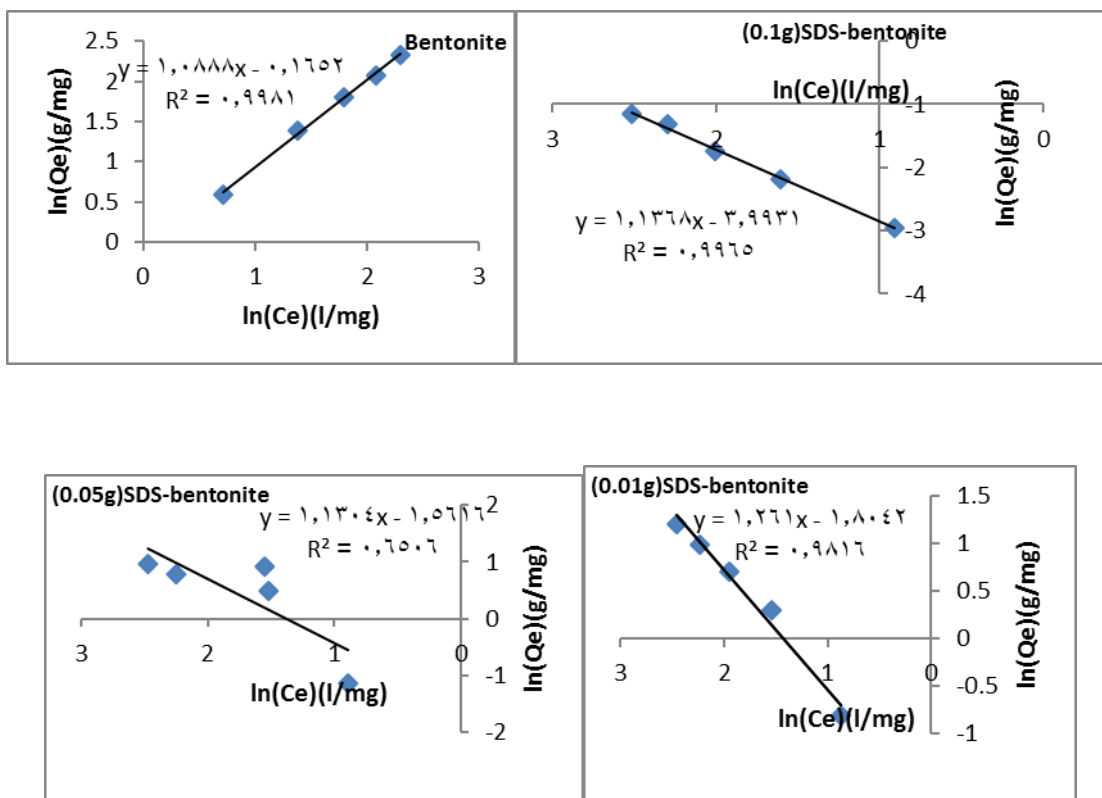 Bentonite
y = ١,٠٨٨٨x - ٠,١٦٥٢
R² = ٠,٩٩٨١
ln(Qe)(g/mg)
2.5
2
1.5
1
0.5
0
0 1 2 3
ln(Ce)(l/mg)
(0.1g)SDS-bentonite
ln(Ce)(l/mg)
3 2 1 0
0
-1
-2
-3
-4
ln(Qe)(g/mg)
y = ١,١٣٦٨x - ٣,٩٩٣١
R² = ٠,٩٩٦٥
(0.05g)SDS-bentonite
y = ١,١٣٠٤x - ١,٥٦١٦
R² = ٠,٦٥٠٦
2
1
0
-1
-2
3 2 1 0
ln(Ce)(l/mg)
ln(Qe)(g/mg)
(0.01g)SDS-bentonite
y = ١,٢٦١x - ١,٨٠٤٢
R² = ٠,٩٨١٦
1.5
1
0.5
0
-0.5
-1
3 2 1 0
ln(Ce)(l/mg)
ln(Qe)(g/mg)